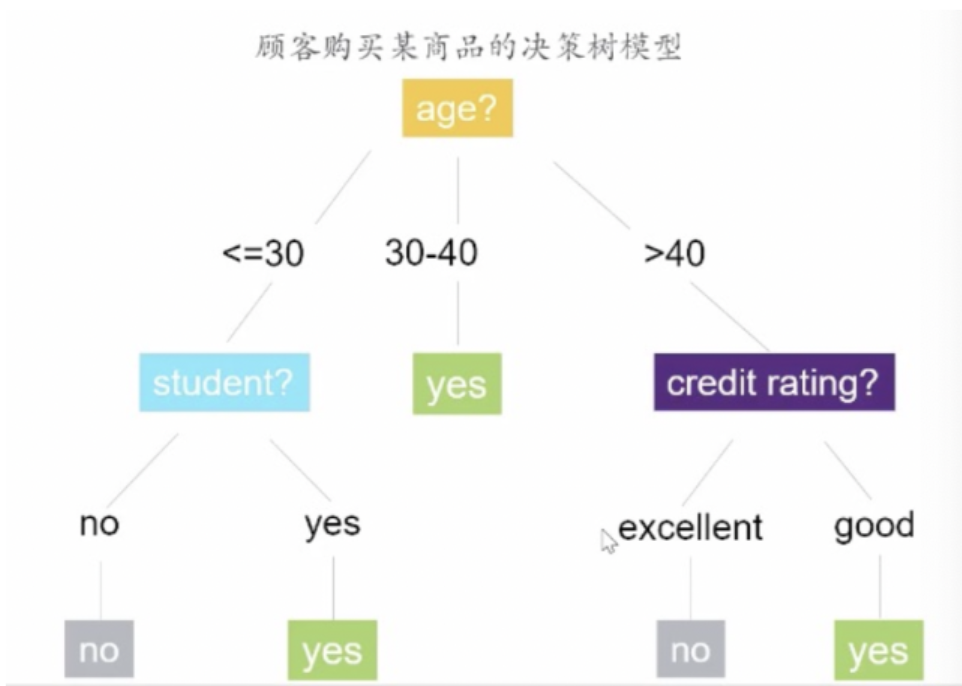 顾客购买某商品的决策树模型
age?
<=30
30-40
>40
student?
yes
credit rating?
no
yes
excellent
good
no
yes
no
yes